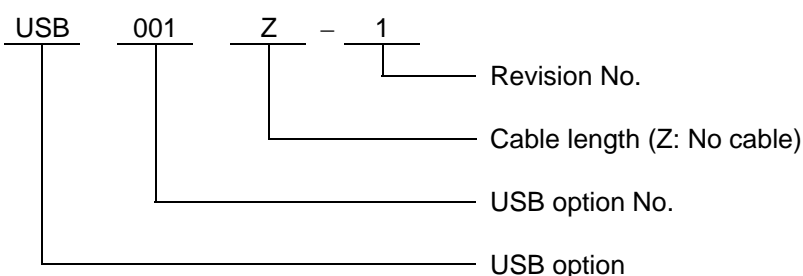 USB 001 Z – 1
Revision No.
Cable length (Z: No cable)
USB option No.
USB option